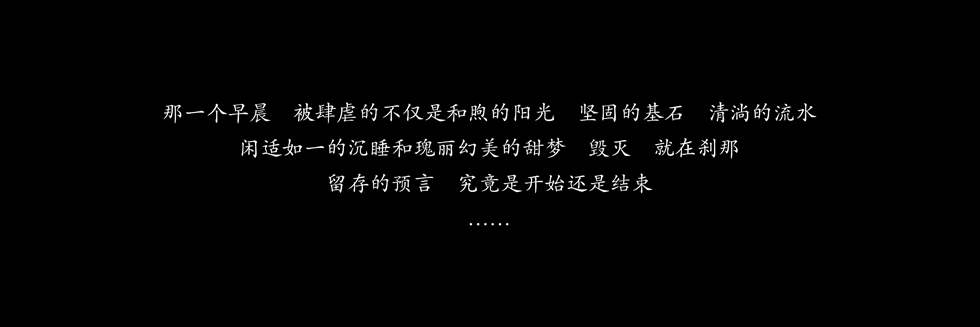 那一个早晨　被肆虐的不仅是和煦的阳光　坚固的基石　清淌的流水
闲适如一的沉睡和瑰丽幻美的甜梦　毁灭　就在刹那
留存的预言　究竟是开始还是结束
……